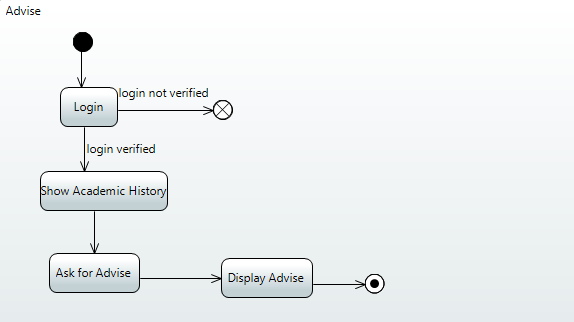 Advise
login not verified
Login
login verified
Show Academic History
Ask for Advise
Display Advise